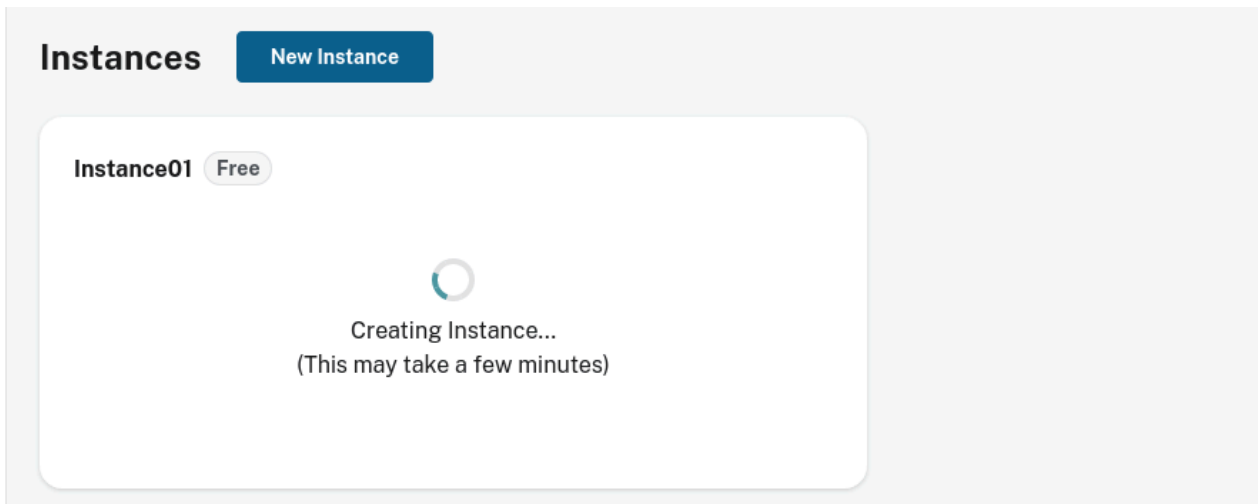 Instances
New Instance
Instance01 Free
Creating Instance...
(This may take a few minutes)